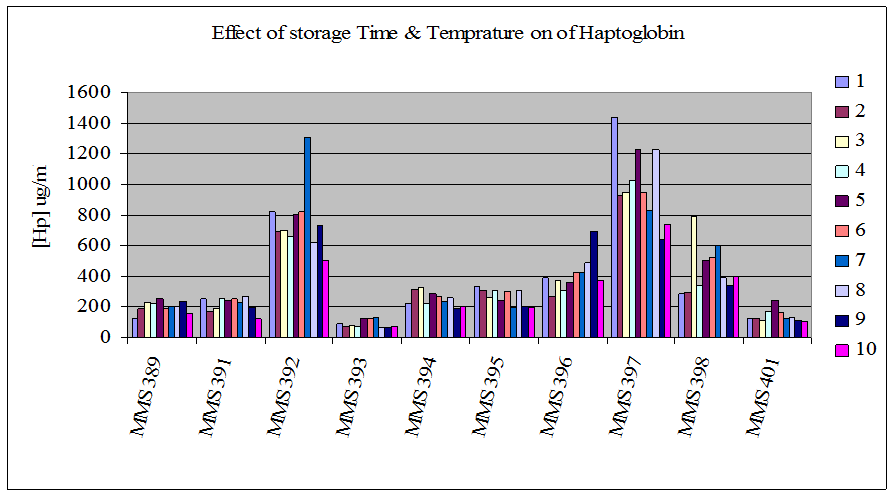 Effect of storage Time & Temprature on of Haptoglobin
[Hp] ug/m
1600
1400
1200
1000
800
600
400
200
0
MMS389
MMS391
MMS392
MMS393
MMS394
MMS395
MMS396
MMS397
MMS398
MMS401
1
2
3
4
5
6
7
8
9
10